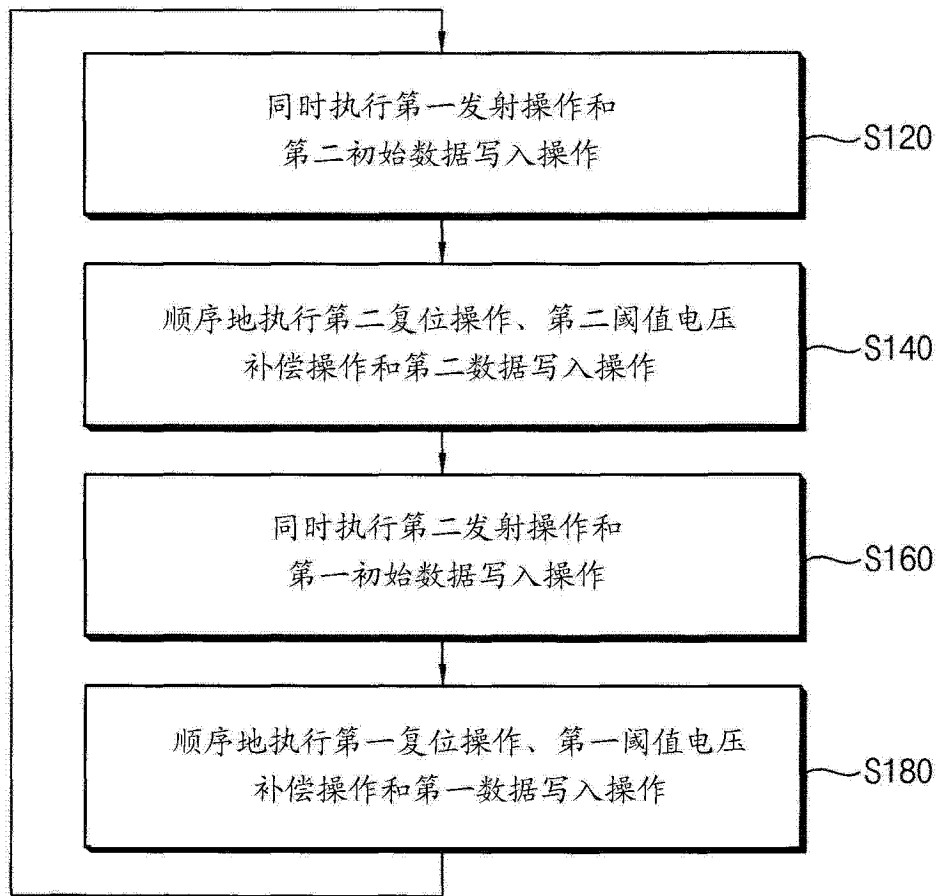 同时执行第一发射操作和
第二初始数据写入操作
S120
顺序地执行第二复位操作、第二阈值电压
补偿操作和第二数据写入操作
S140
同时执行第二发射操作和
第一初始数据写入操作
S160
顺序地执行第一复位操作、第一阈值电压
补偿操作和第一数据写入操作
S180